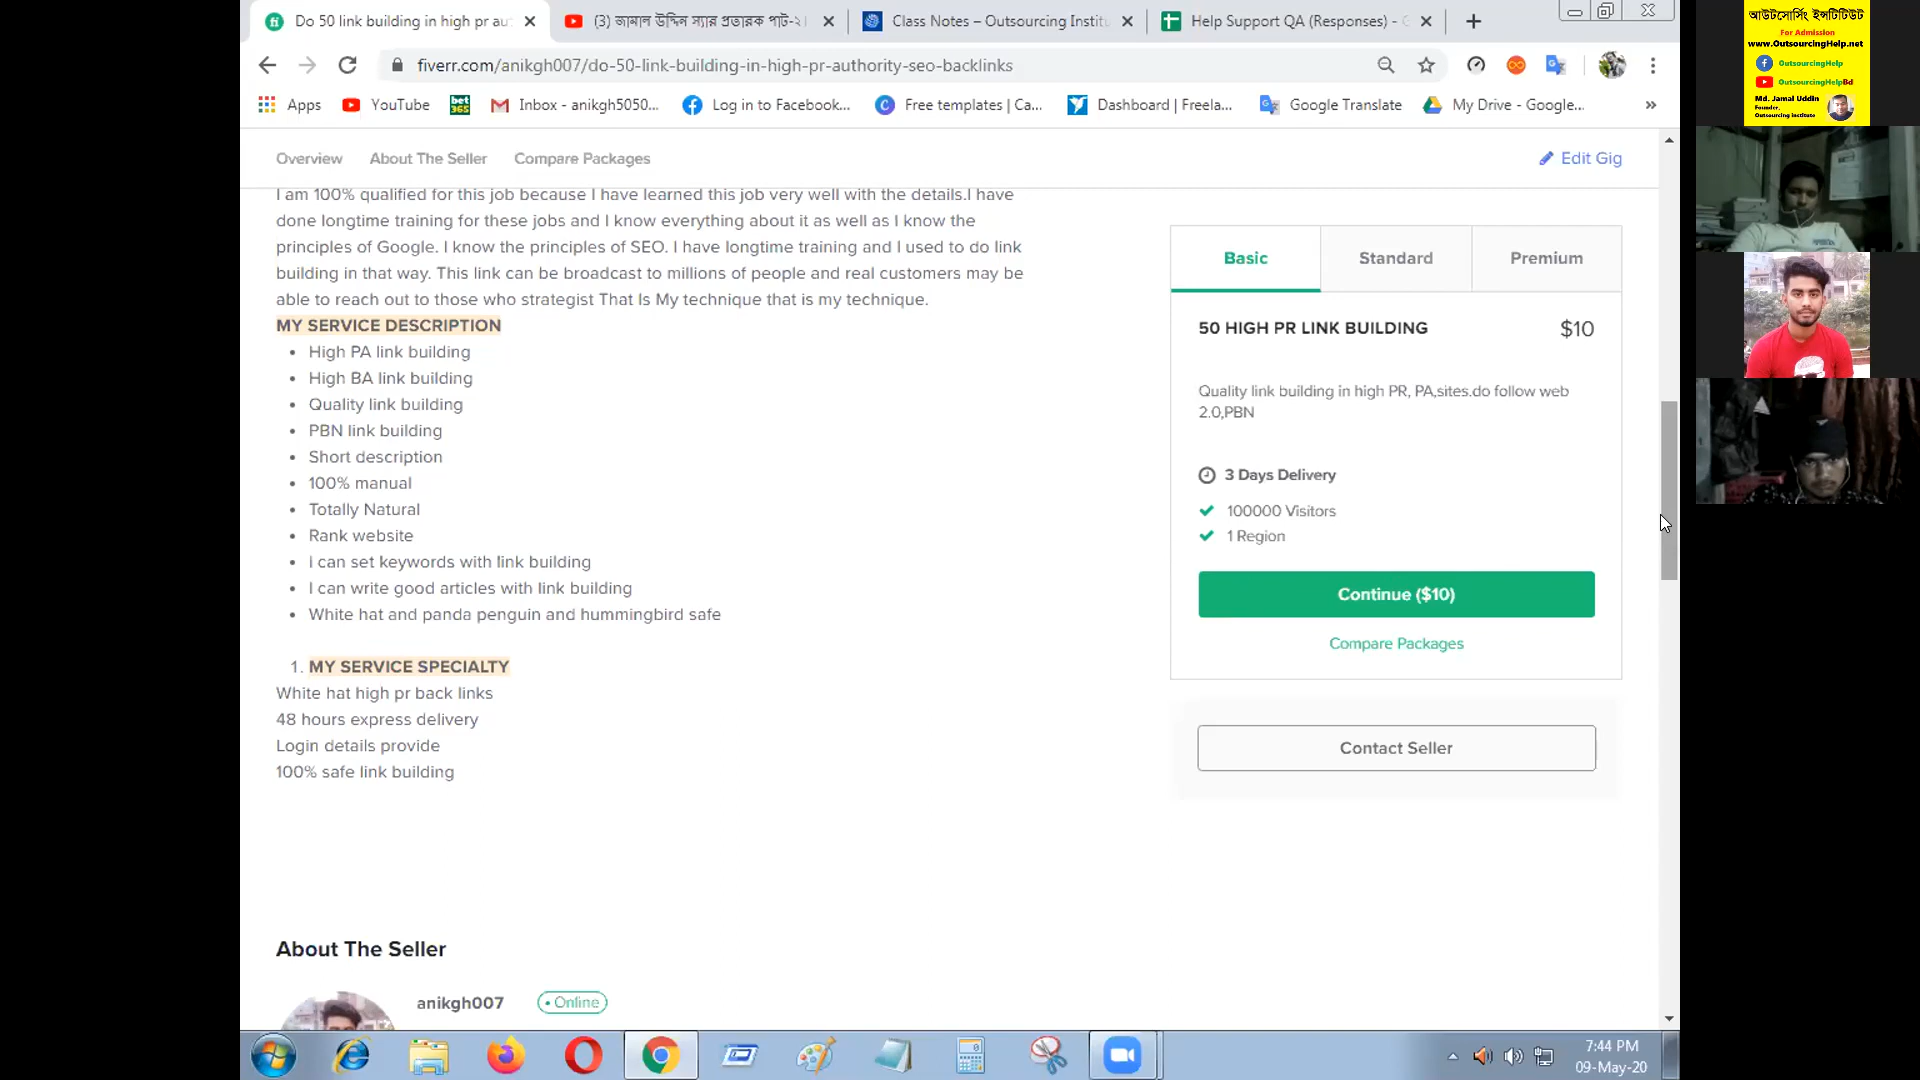 Do 50 link building in high pr au
(3) জামাল উদ্দিন স্যার প্রতারক পাট-২
Class Notes – Outsourcing Institu
Help Support QA (Responses) -
fiverr.com/anikgh007/do-50-link-building-in-high-pr-authority-seo-backlinks
Apps
YouTube
bet365
Inbox - anikgh5050...
Log in to Facebook...
Free templates | Ca...
Dashboard | Freela...
Google Translate
My Drive - Google...
»
Overview
About The Seller
Compare Packages
Edit Gig
I am 100% qualified for this job because I have learned this job very well with the details.I have
done longtime training for these jobs and I know everything about it as well as I know the
principles of Google. I know the principles of SEO. I have longtime training and I used to do link
building in that way. This link can be broadcast to millions of people and real customers may be
able to reach out to those who strategist That Is My technique that is my technique.
MY SERVICE DESCRIPTION
• High PA link building
• High BA link building
• Quality link building
• PBN link building
• Short description
• 100% manual
• Totally Natural
• Rank website
• I can set keywords with link building
• I can write good articles with link building
• White hat and panda penguin and hummingbird safe
1. MY SERVICE SPECIALTY
White hat high pr back links
48 hours express delivery
Login details provide
100% safe link building
About The Seller
anikgh007
• Online
Basic
Standard
Premium
50 HIGH PR LINK BUILDING
$10
Quality link building in high PR, PA,sites.do follow web
2.0,PBN
3 Days Delivery
100000 Visitors
1 Region
Continue ($10)
Compare Packages
Contact Seller
7:44 PM
09-May-20
আউটসোর্সিং ইন্সটিটিউট
For Admission
www.OutsourcingHelp.net
OutsourcingHelp
OutsourcingHelpBd
Md. Jamal Uddin
Founder,
Outsourcing Institute